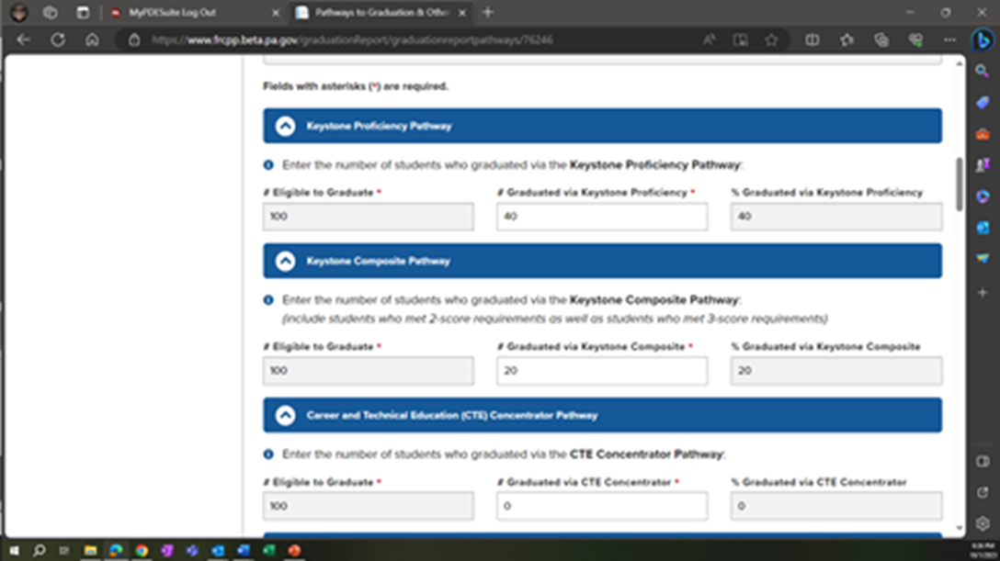 MyPDESuite Log Out
Pathways to Graduation & Othe
https://www.frcpp.beta.pa.gov/graduationReport/graduationreportpathways/76246
Fields with asterisks (*) are required.
Keystone Proficiency Pathway
Enter the number of students who graduated via the Keystone Proficiency Pathway:
# Eligible to Graduate * # Graduated via Keystone Proficiency * % Graduated via Keystone Proficiency
100 40 40
Keystone Composite Pathway
Enter the number of students who graduated via the Keystone Composite Pathway:
(include students who met 2-score requirements as well as students who met 3-score requirements)
# Eligible to Graduate * # Graduated via Keystone Composite * % Graduated via Keystone Composite
100 20 20
Career and Technical Education (CTE) Concentrator Pathway
Enter the number of students who graduated via the CTE Concentrator Pathway:
# Eligible to Graduate * # Graduated via CTE Concentrator * % Graduated via CTE Concentrator
100 0 0